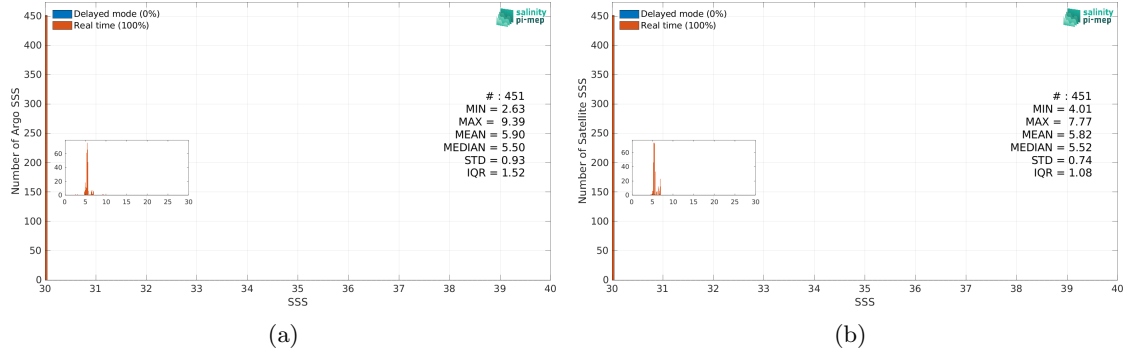 Delayed mode (0%)
Real time (100%)
salinity
pi-mep
450
400
350
300
250
200
150
100
50
0
Number of Argo SSS
# : 451
MIN = 2.63
MAX = 9.39
MEAN = 5.90
MEDIAN = 5.50
STD = 0.93
IQR = 1.52
60
40
20
0
0 5 10 15 20 25 30
30 31 32 33 34 35 36 37 38 39 40
SSS
(a)
Delayed mode (0%)
Real time (100%)
salinity
pi-mep
450
400
350
300
250
200
150
100
50
0
Number of Satellite SSS
# : 451
MIN = 4.01
MAX = 7.77
MEAN = 5.82
MEDIAN = 5.52
STD = 0.74
IQR = 1.08
60
40
20
0
0 5 10 15 20 25 30
30 31 32 33 34 35 36 37 38 39 40
SSS
(b)